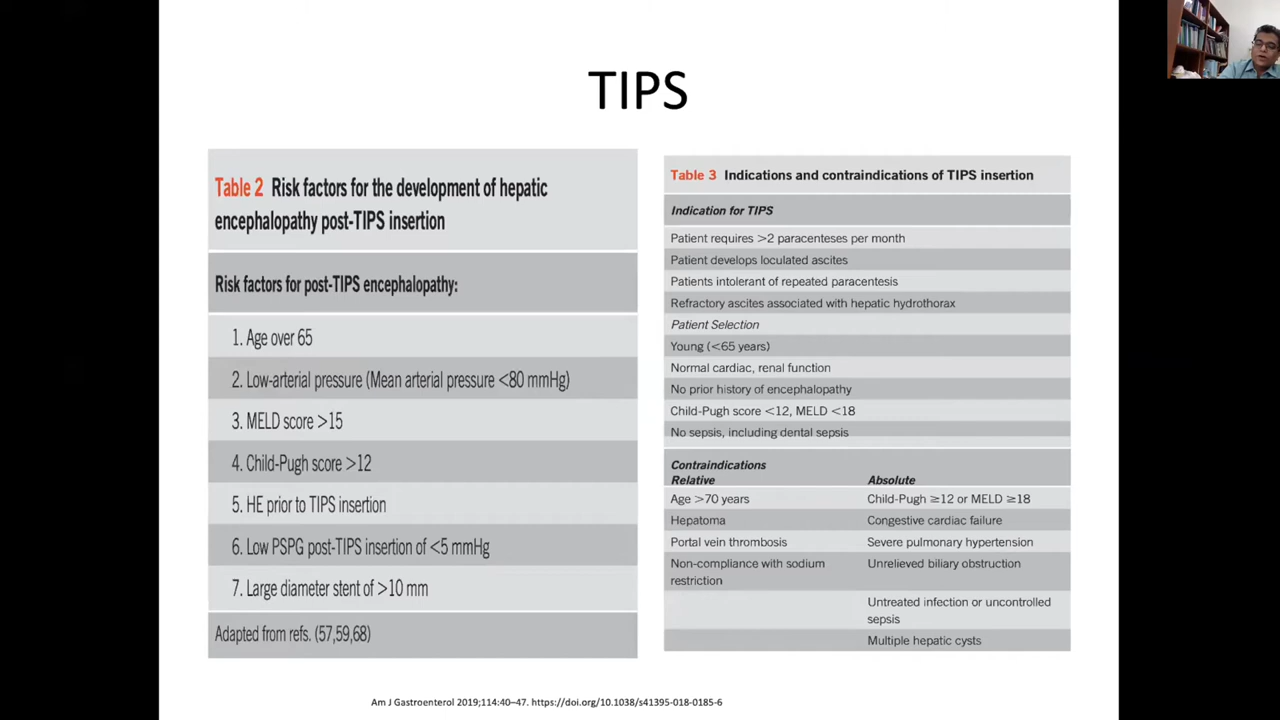 TIPS
Table 2 Risk factors for the development of hepatic
encephalopathy post-TIPS insertion
Risk factors for post-TIPS encephalopathy:
1. Age over 65
2. Low-arterial pressure (Mean arterial pressure <80 mmHg)
3. MELD score >15
4. Child-Pugh score >12
5. HE prior to TIPS insertion
6. Low PSPG post-TIPS insertion of <5 mmHg
7. Large diameter stent of >10 mm
Adapted from refs. (57,59,68)
Table 3 Indications and contraindications of TIPS insertion
Indication for TIPS
Patient requires >2 paracenteses per month
Patient develops loculated ascites
Patients intolerant of repeated paracentesis
Refractory ascites associated with hepatic hydrothorax
Patient Selection
Young (<65 years)
Normal cardiac, renal function
No prior history of encephalopathy
Child-Pugh score <12, MELD <18
No sepsis, including dental sepsis
Contraindications
Relative Absolute
Age >70 years Child-Pugh ≥12 or MELD ≥18
Hepatoma Congestive cardiac failure
Portal vein thrombosis Severe pulmonary hypertension
Non-compliance with sodium Unrelieved biliary obstruction
restriction
Untreated infection or uncontrolled
sepsis
Multiple hepatic cysts
Am J Gastroenterol 2019;114:40–47. https://doi.org/10.1038/s41395-018-0185-6